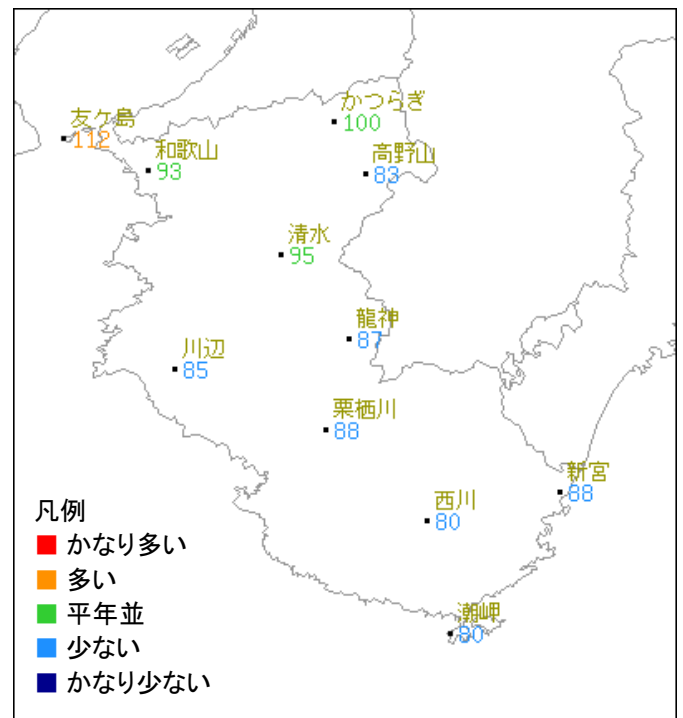 かつらぎ
100
友ケ島
112
和歌山
93
高野山
83
清水
95
龍神
87
川辺
85
栗栖川
88
新宮
88
西川
80
潮岬
80
凡例
かなり多い
多い
平年並
少ない
かなり少ない